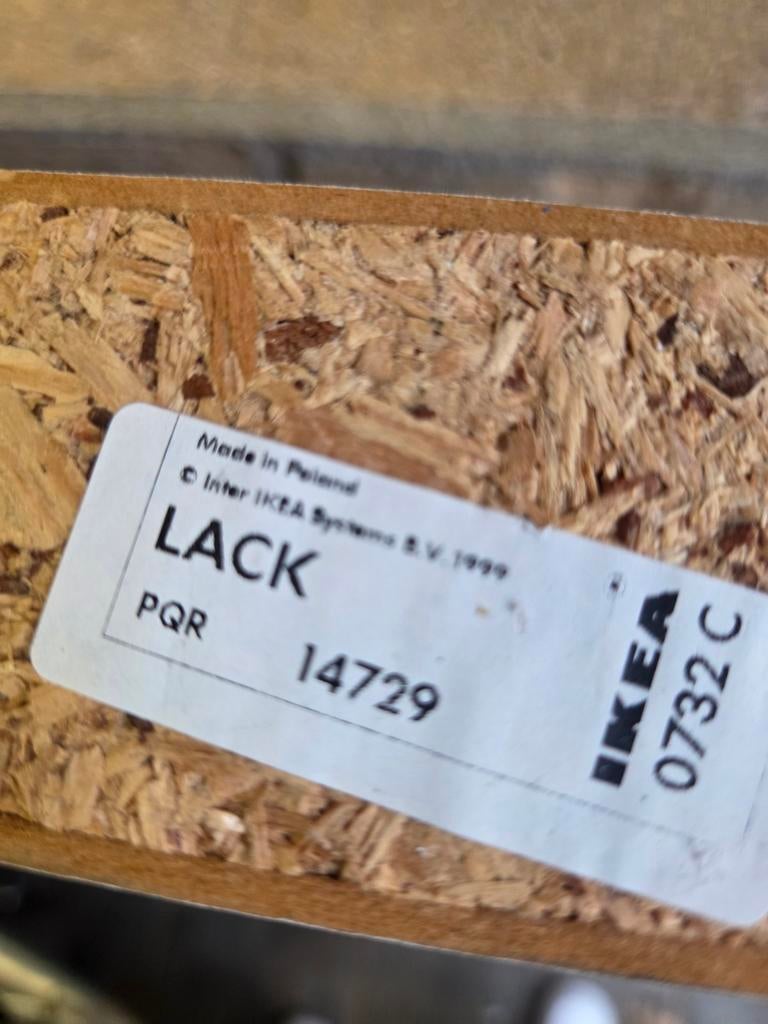 Made in Poland
© Inter IKEA Systems B.V. 1999
LACK
PQR
14729
IKEA
0732 C